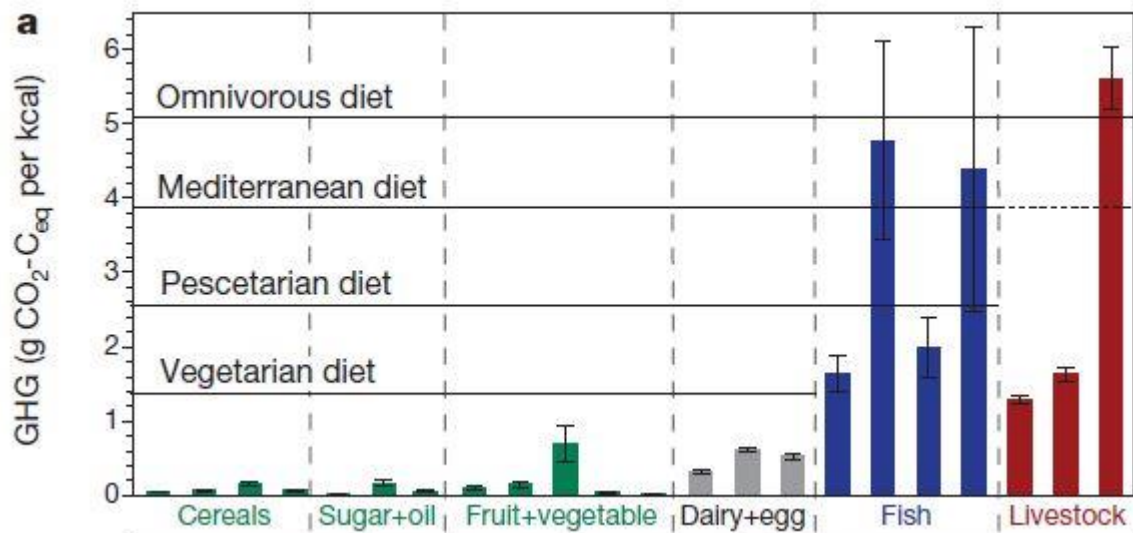 a
GHG (g CO₂-Cₑq per kcal)
6
5
4
3
2
1
0
Omnivorous diet
Mediterranean diet
Pescetarian diet
Vegetarian diet
Cereals
Sugar+oil
Fruit+vegetable
Dairy+egg
Fish
Livestock